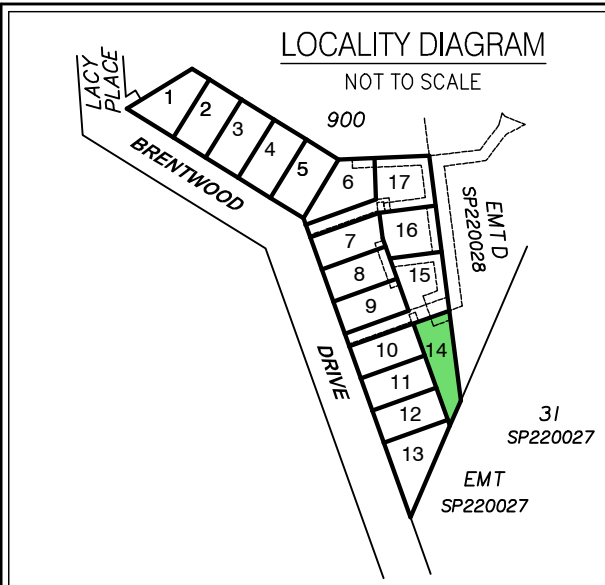 LOCALITY DIAGRAM
NOT TO SCALE
LACY
PLACE
1
2
3
4
5
900
BRENTWOOD
6
17
7
16
EMT D
SP220028
8
15
9
10
14
DRIVE
11
12
13
31
SP220027
EMT
SP220027